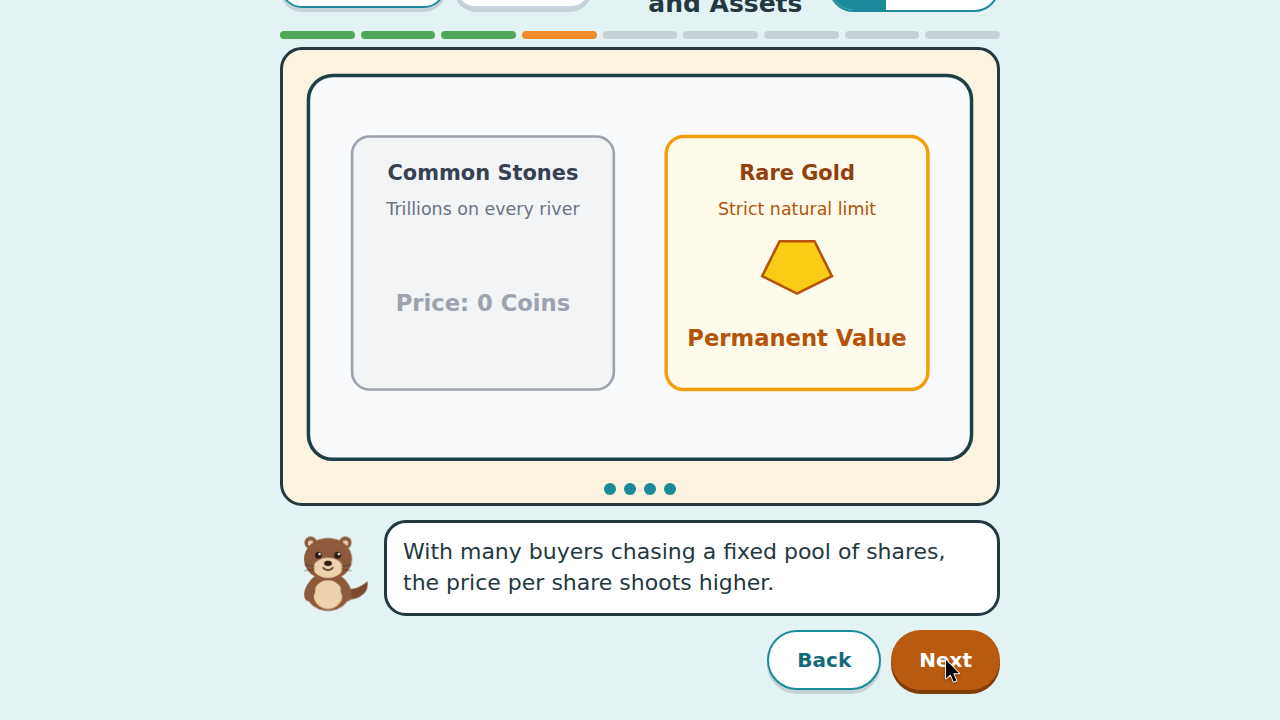 and Assets
Common Stones
Trillions on every river
Price: 0 Coins
Rare Gold
Strict natural limit
Permanent Value
With many buyers chasing a fixed pool of shares,
the price per share shoots higher.
Back
Next